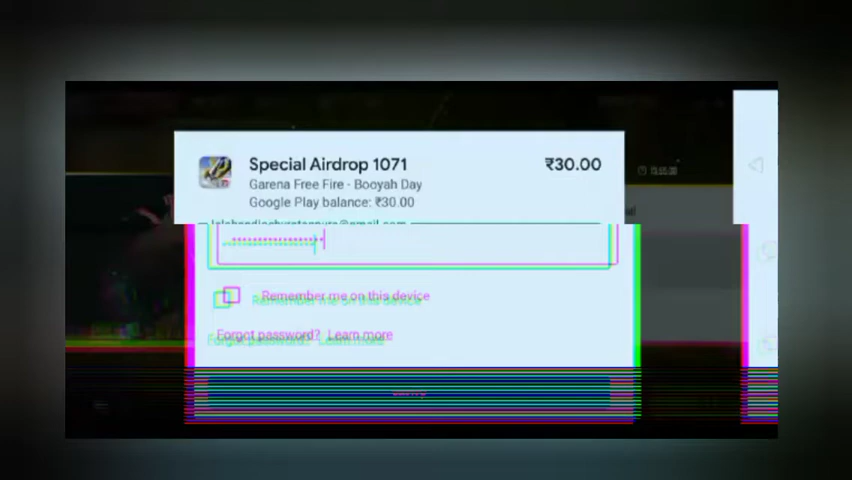 Special Airdrop 1071
₹30.00
Garena Free Fire - Booyah Day
Google Play balance: ₹30.00
Remember me on this device
Forgot password? Learn more